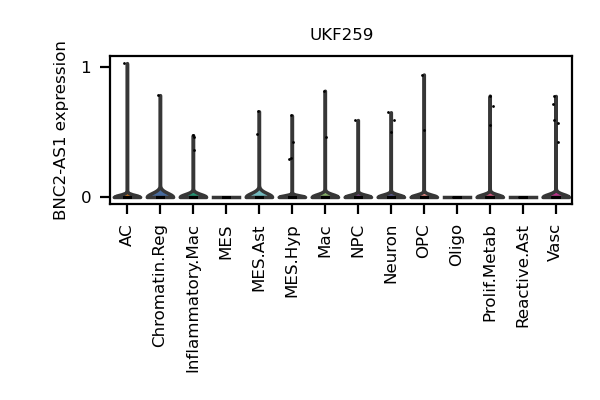 UKF259
BNC2-AS1 expression
1
0
AC
Chromatin.Reg
Inflammatory.Mac
MES
MES.Ast
MES.Hyp
Mac
NPC
Neuron
OPC
Oligo
Prolif.Metab
Reactive.Ast
Vasc